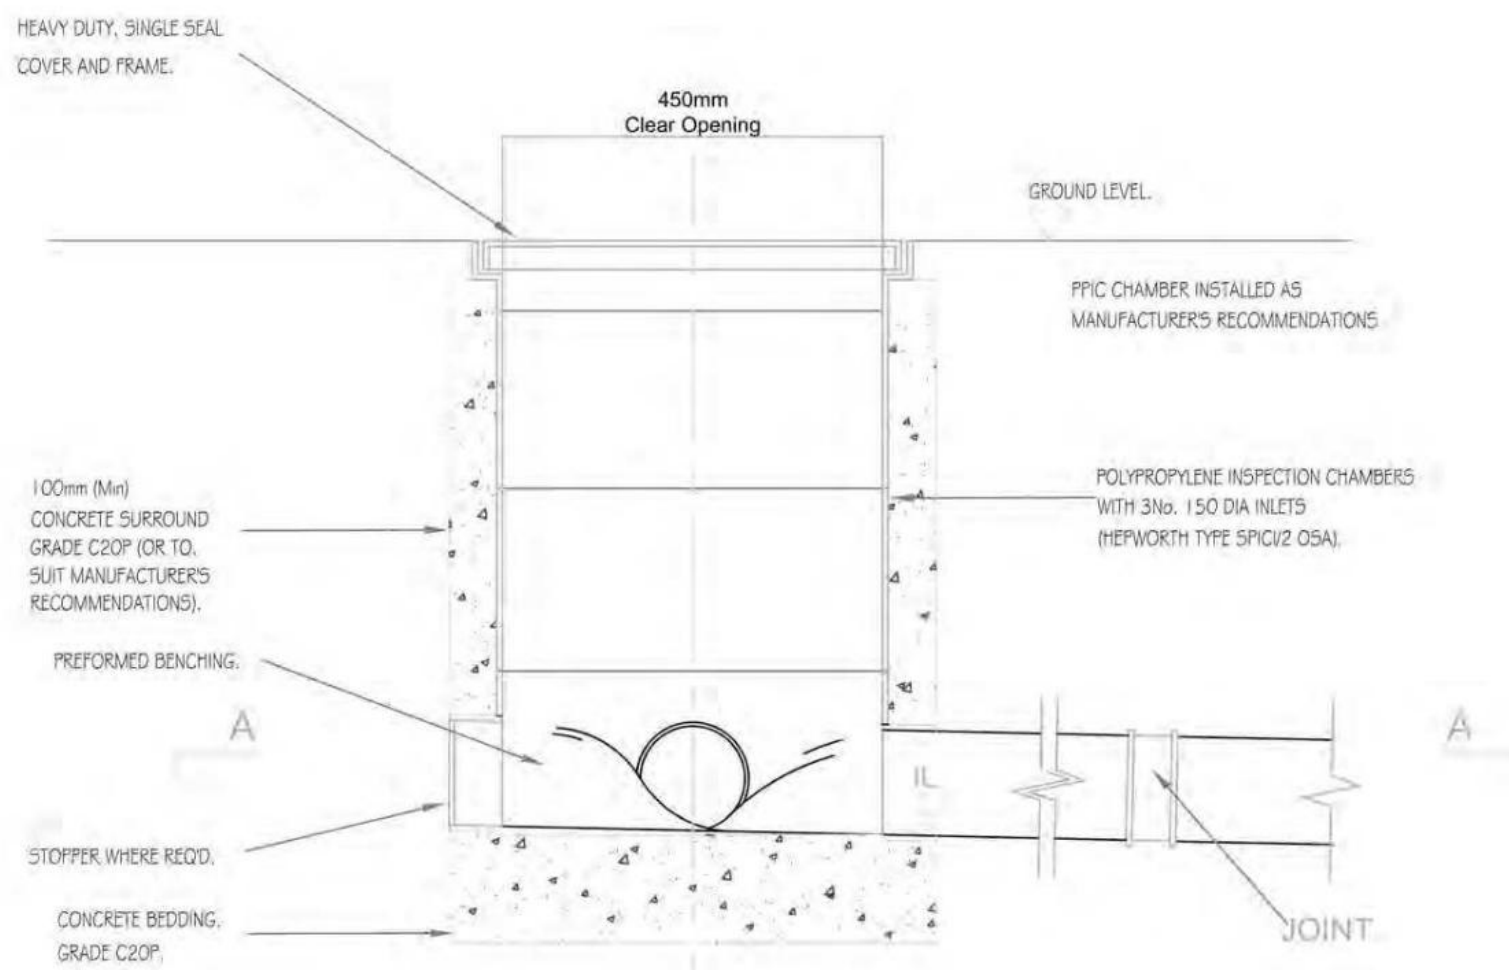 HEAVY DUTY, SINGLE SEAL
COVER AND FRAME.
450mm
Clear Opening
GROUND LEVEL.
PPIC CHAMBER INSTALLED AS
MANUFACTURER'S RECOMMENDATIONS
100mm (Min)
CONCRETE SURROUND
GRADE C20P (OR TO.
SUIT MANUFACTURER'S
RECOMMENDATIONS).
POLYPROPYLENE INSPECTION CHAMBERS
WITH 3No. 150 DIA INLETS
(HEPWORTH TYPE SPICI/2 OSA).
PREFORMED BENCHING.
A
A
IL
STOPPER WHERE REQ'D.
CONCRETE BEDDING.
GRADE C20P.
JOINT